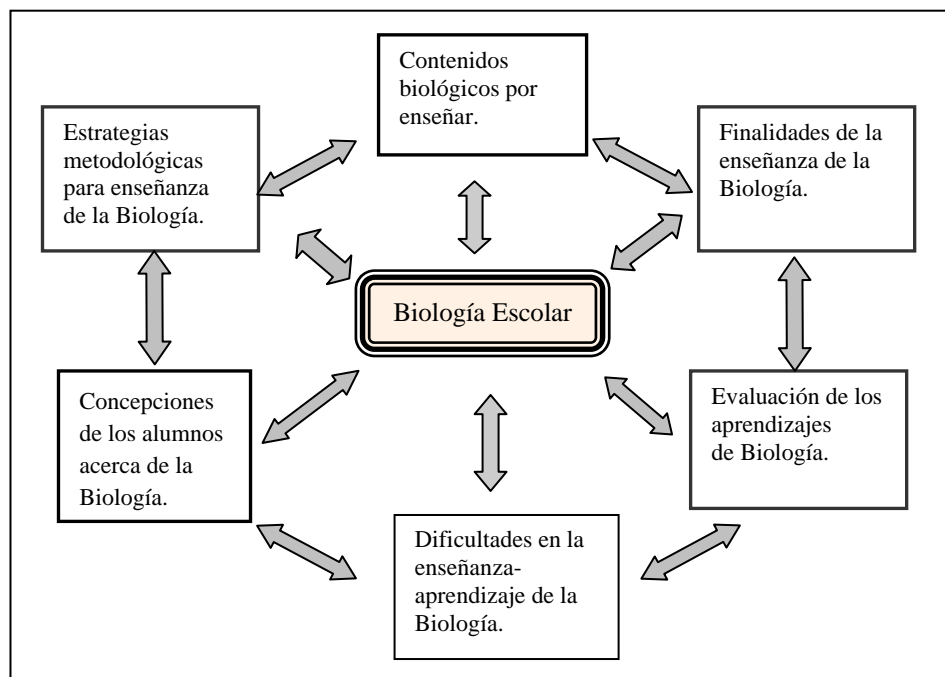 Contenidos
biológicos por
enseñar.
Estrategias
metodológicas
para enseñanza
de la Biología.
Finalidades de la
enseñanza de la
Biología.
Biología Escolar
Concepciones
de los alumnos
acerca de la
Biología.
Evaluación de los
aprendizajes
de Biología.
Dificultades en la
enseñanza-
aprendizaje de la
Biología.